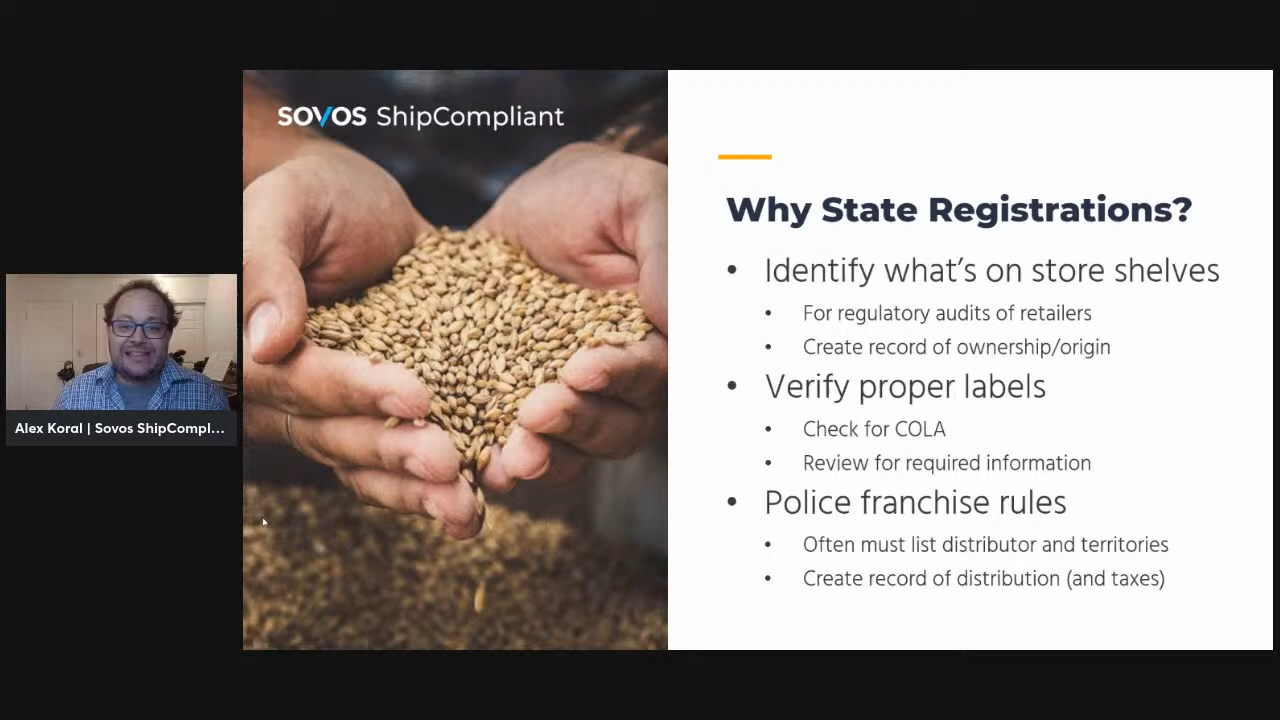 SOVOS ShipCompliant
Why State Registrations?
• Identify what's on store shelves
• For regulatory audits of retailers
• Create record of ownership/origin
• Verify proper labels
• Check for COLA
• Review for required information
• Police franchise rules
• Often must list distributor and territories
• Create record of distribution (and taxes)
Alex Koral | Sovos ShipCompl...